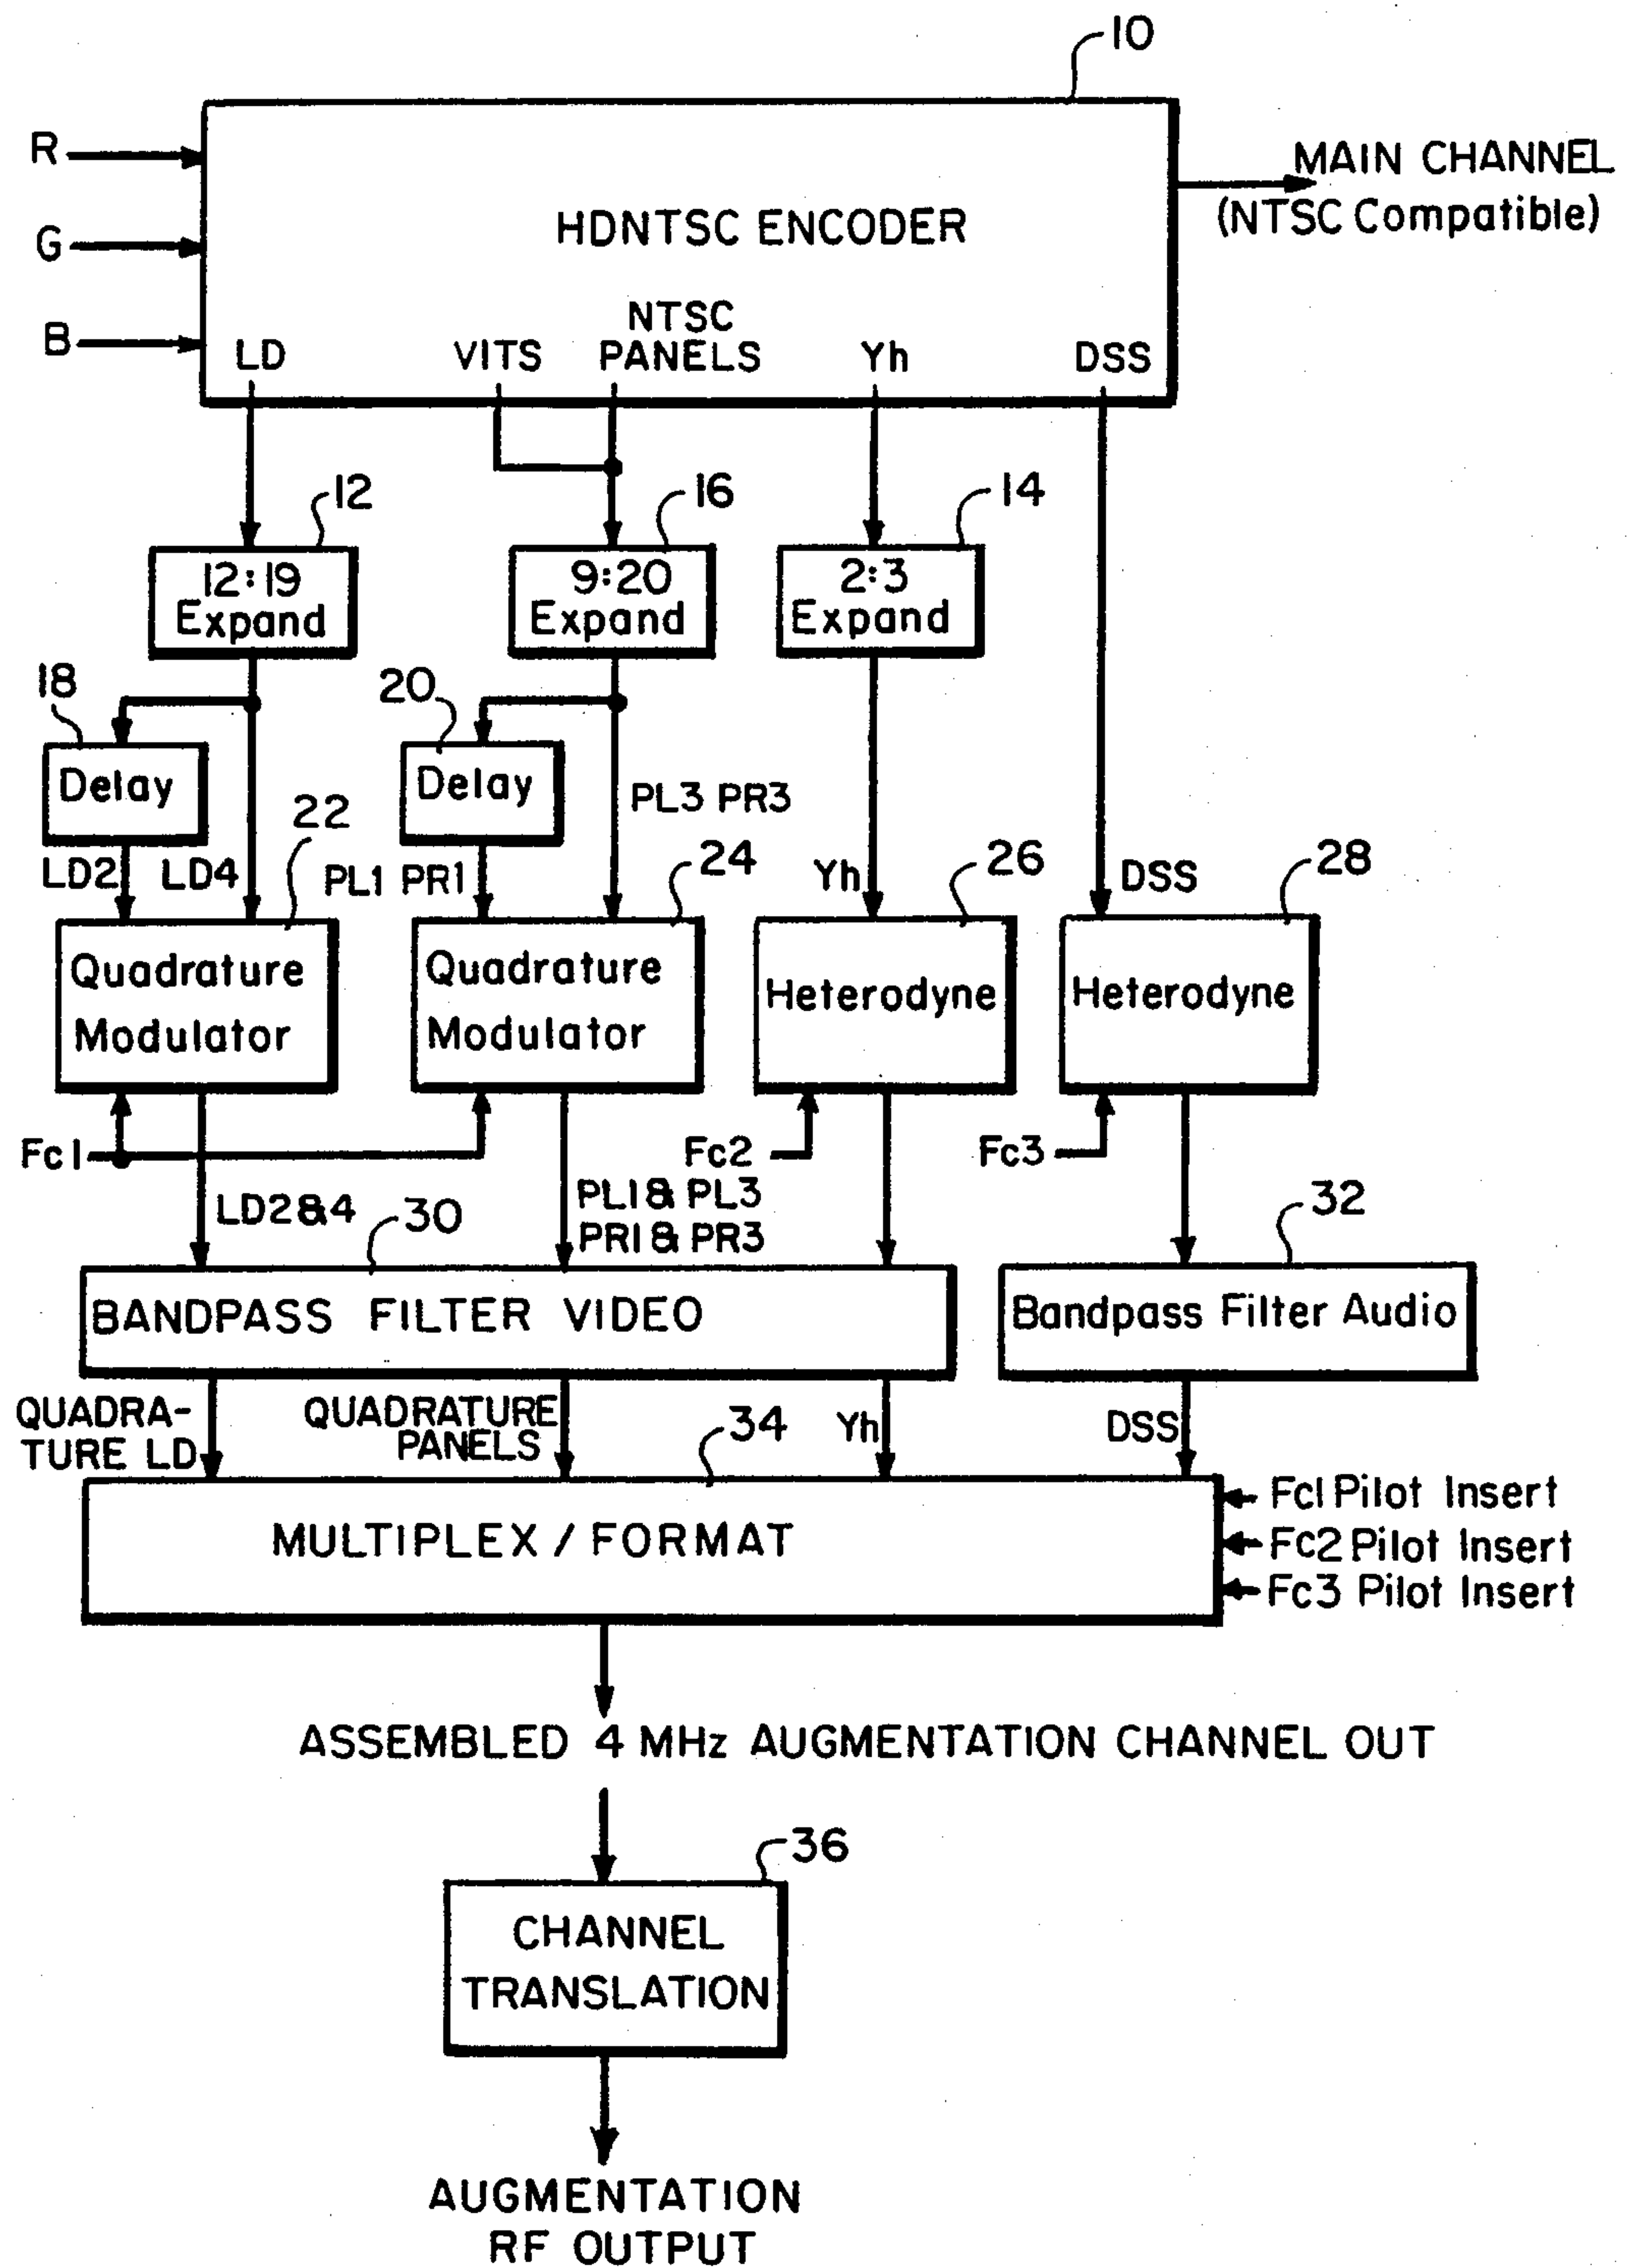 10
R
MAIN CHANNEL
(NTSC Compatible)
HDNTSC ENCODER
G
B
LD
VITS
NTSC
PANELS
Yh
DSS
12
16
14
12:19
Expand
9:20
Expand
2:3
Expand
18
20
Delay
Delay
PL3 PR3
22
LD2
LD4
PL1 PR1
24
Yh
26
DSS
28
Quadrature
Modulator
Quadrature
Modulator
Heterodyne
Heterodyne
Fc1
Fc2
Fc3
LD2&4
PL1& PL3
PR1& PR3
30
32
BANDPASS FILTER VIDEO
Bandpass Filter Audio
QUADRA-
TURE LD
QUADRATURE
PANELS
34
Yh
DSS
Fc1 Pilot Insert
Fc2 Pilot Insert
Fc3 Pilot Insert
MULTIPLEX / FORMAT
ASSEMBLED 4 MHz AUGMENTATION CHANNEL OUT
36
CHANNEL
TRANSLATION
AUGMENTATION
RF OUTPUT